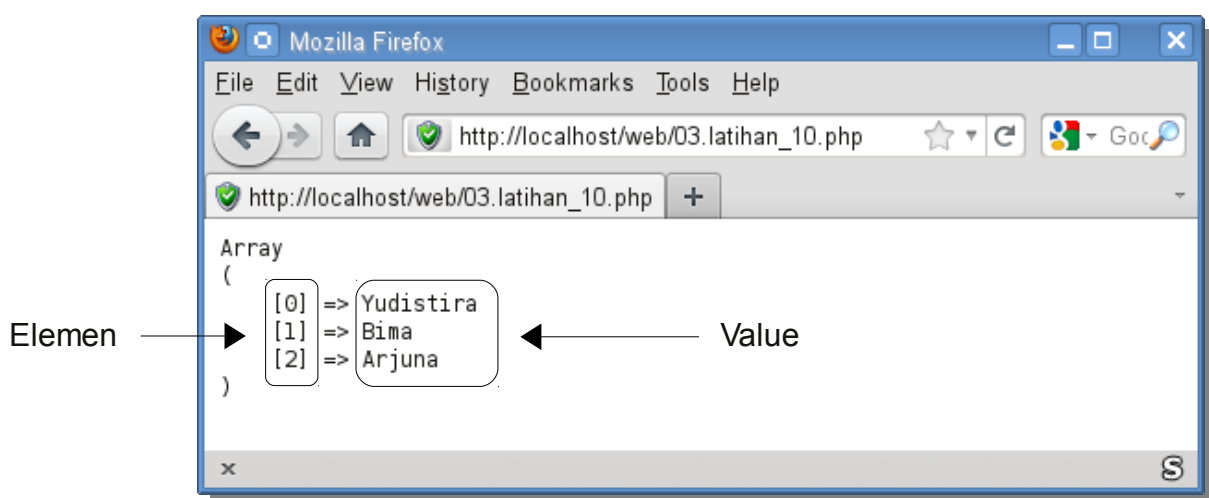 Mozilla Firefox
File Edit View History Bookmarks Tools Help
http://localhost/web/03.latihan_10.php Goo
http://localhost/web/03.latihan_10.php +
Array
(
[0] => Yudistira
Elemen [1] => Bima Value
[2] => Arjuna
)
x S